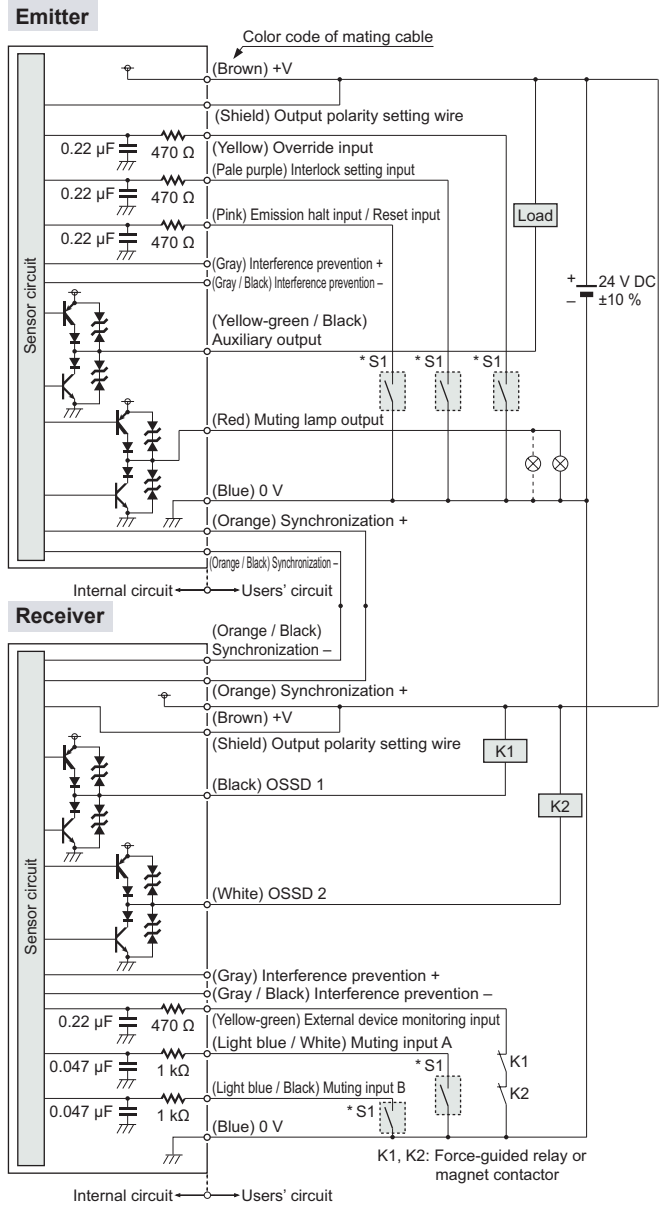 Emitter
Color code of mating cable
(Brown) +V
(Shield) Output polarity setting wire
0.22 µF
470 Ω
(Yellow) Override input
(Pale purple) Interlock setting input
0.22 µF
470 Ω
(Pink) Emission halt input / Reset input
0.22 µF
470 Ω
Load
(Gray) Interference prevention +
(Gray / Black) Interference prevention –
+
–
24 V DC
±10 %
Sensor circuit
(Yellow-green / Black)
Auxiliary output
* S1
* S1
* S1
(Red) Muting lamp output
(Blue) 0 V
(Orange) Synchronization +
(Orange / Black) Synchronization –
Internal circuit
Users' circuit
Receiver
(Orange / Black)
Synchronization –
(Orange) Synchronization +
(Brown) +V
(Shield) Output polarity setting wire
K1
(Black) OSSD 1
K2
Sensor circuit
(White) OSSD 2
(Gray) Interference prevention +
(Gray / Black) Interference prevention –
0.22 µF
470 Ω
(Yellow-green) External device monitoring input
(Light blue / White) Muting input A
0.047 µF
1 kΩ
* S1
K1
(Light blue / Black) Muting input B
K2
0.047 µF
1 kΩ
* S1
(Blue) 0 V
K1, K2: Force-guided relay or
magnet contactor
Internal circuit
Users' circuit